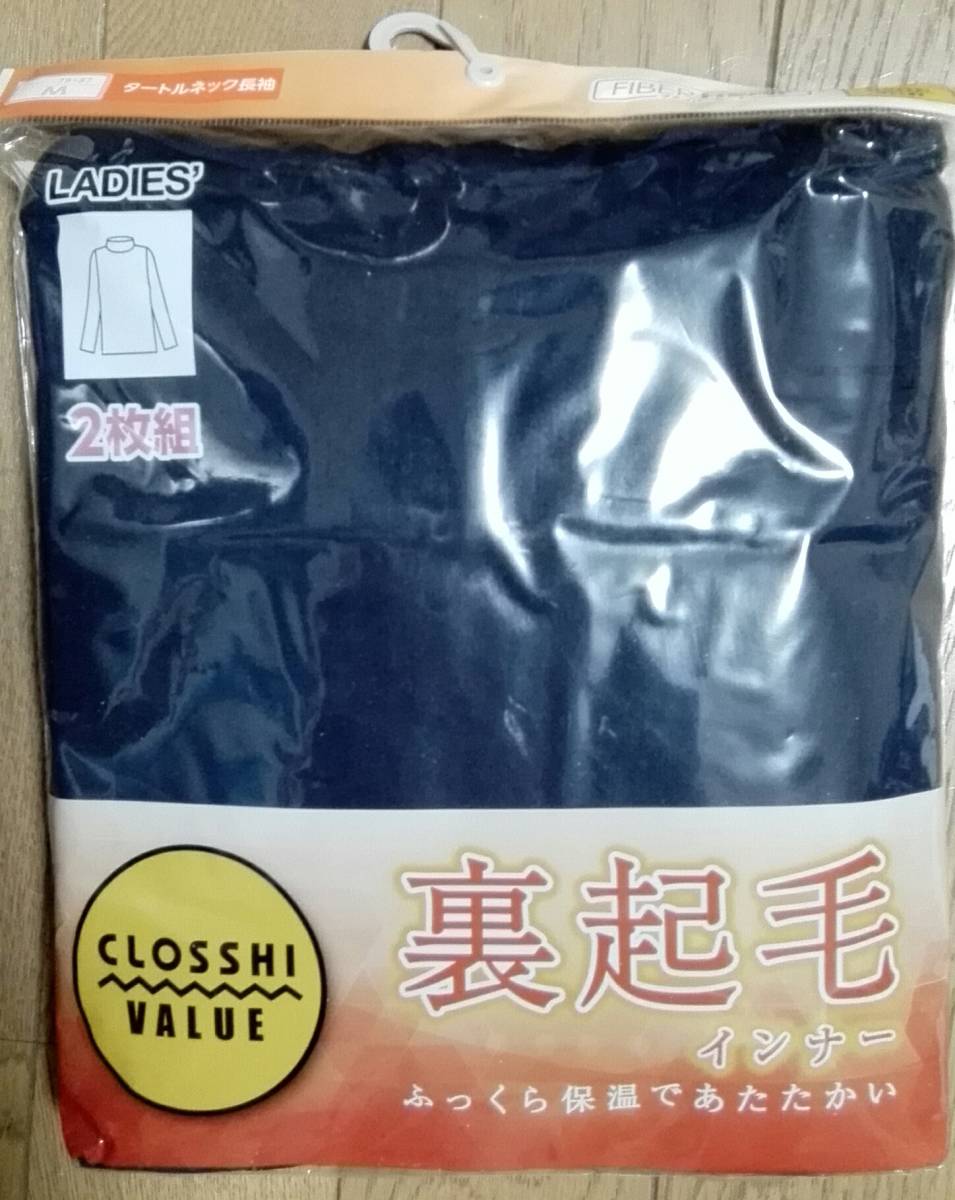 M
タートルネック長袖
FIBER
LADIES'
2枚組
CLOSSHI
VALUE
裏起毛
インナー
ふっくら保温であたたかい